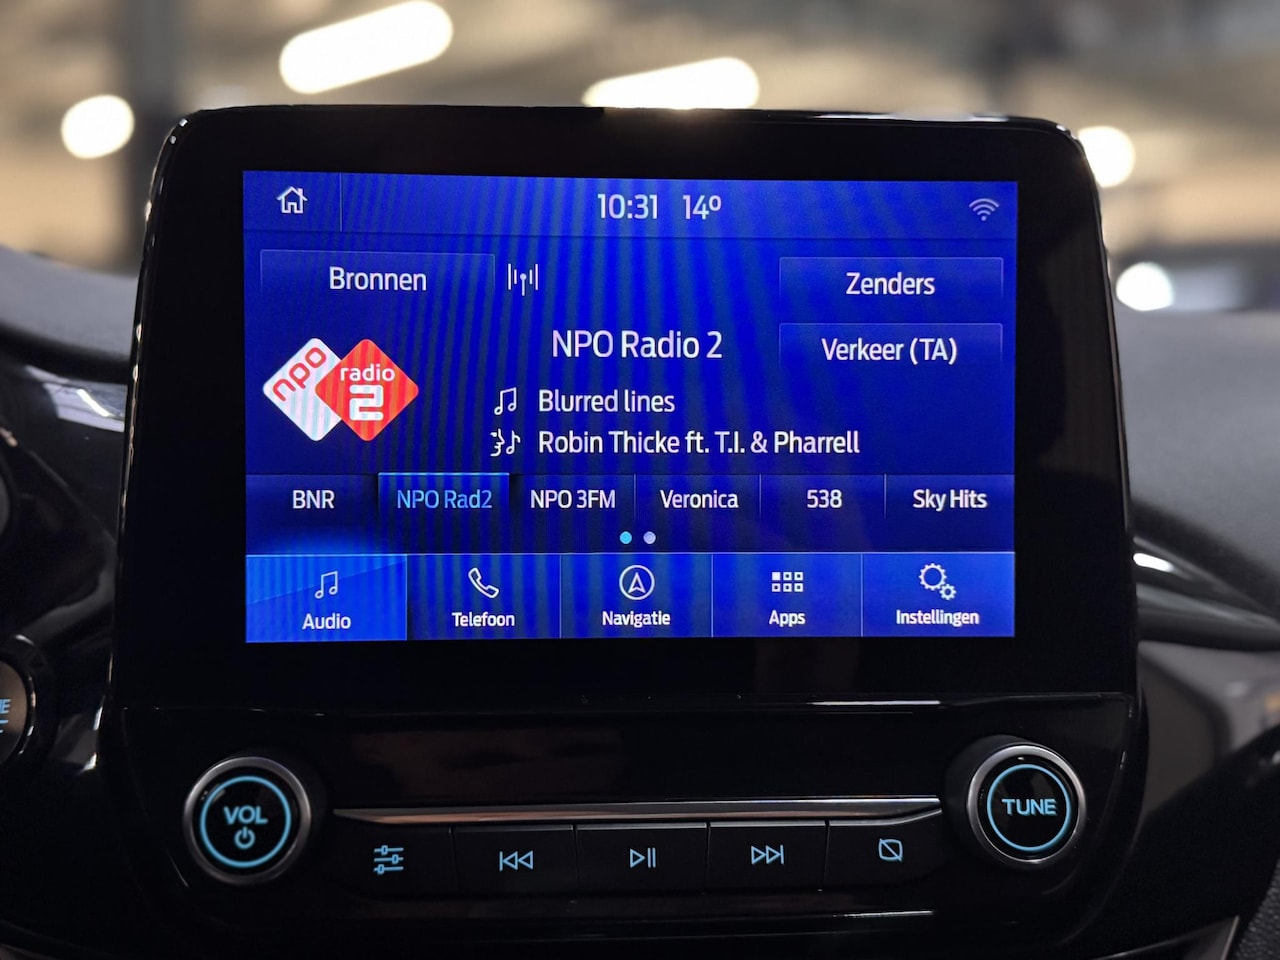 10:31 14º
Bronnen
Zenders
NPO Radio 2
Verkeer (TA)
npo radio 2
Blurred lines
Robin Thicke ft. T.I. & Pharrell
BNR NPO Rad2 NPO 3FM Veronica 538 Sky Hits
Audio Telefoon Navigatie Apps Instellingen
VOL
TUNE